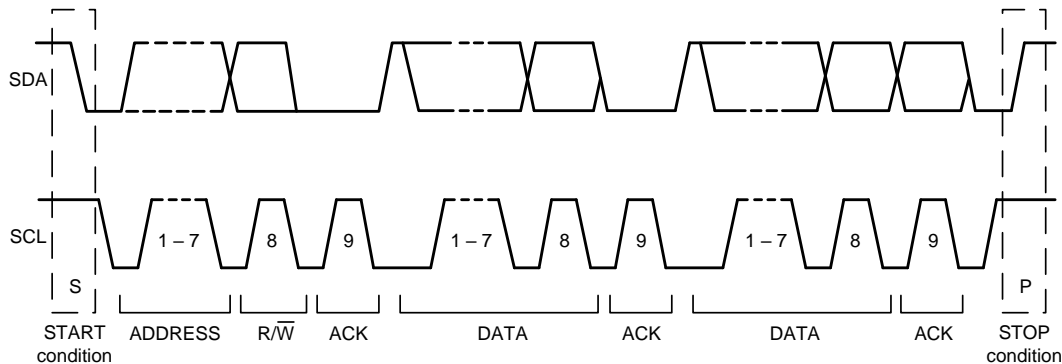 SDA
SCL
1 – 7
8
9
1 – 7
8
9
1 – 7
8
9
S
P
START
condition
ADDRESS
R/W̅
ACK
DATA
ACK
DATA
ACK
STOP
condition